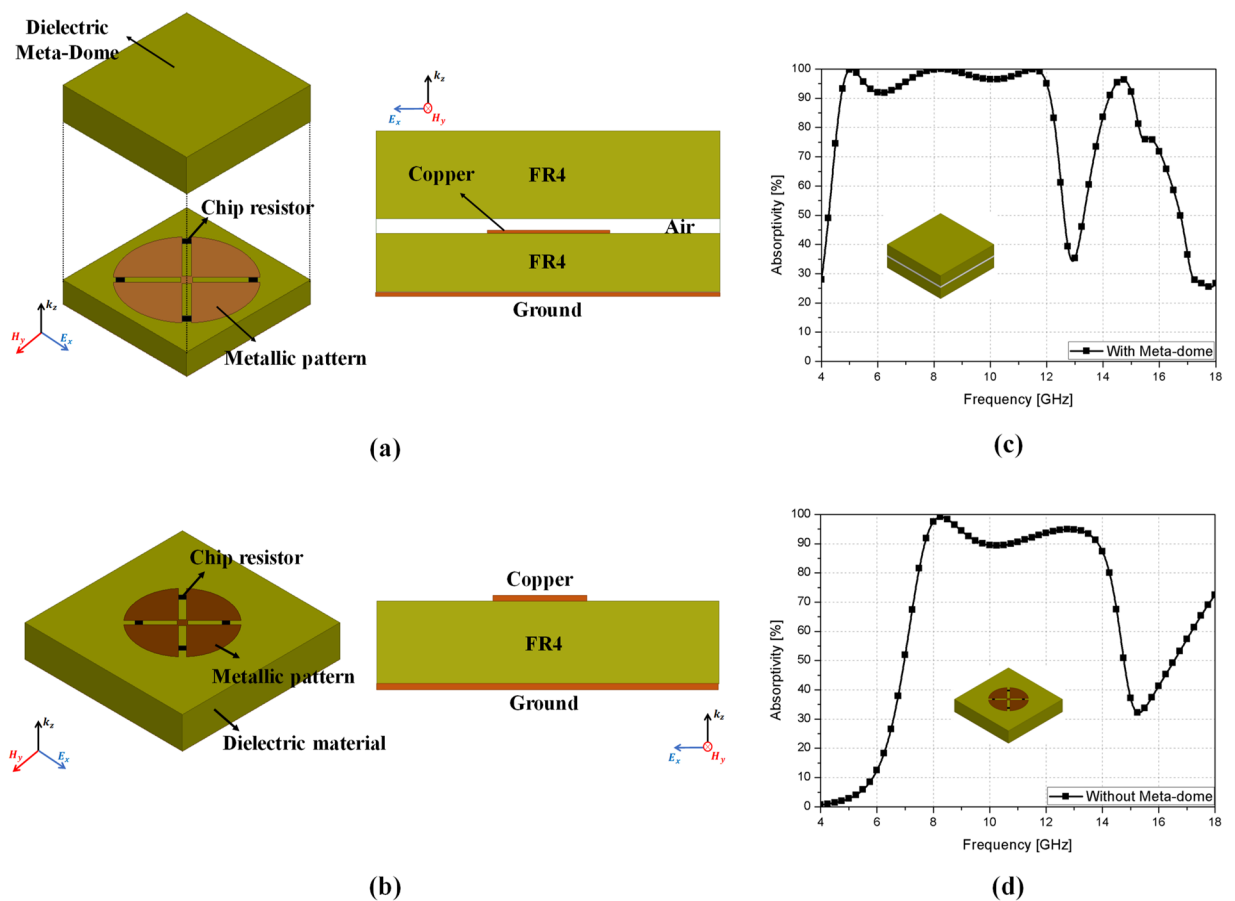 Dielectric
Meta-Dome
Chip resistor
Metallic pattern
k_z
H_y
E_x
k_z
E_x
H_y
FR4
Copper
Air
FR4
Ground
(a)
100
90
80
70
60
50
40
30
20
10
0
Absorptivity [%]
With Meta-dome
4 6 8 10 12 14 16 18
Frequency [GHz]
(c)
Chip resistor
Metallic pattern
Dielectric material
k_z
H_y
E_x
Copper
FR4
Ground
k_z
E_x
H_y
(b)
100
90
80
70
60
50
40
30
20
10
0
Absorptivity [%]
Without Meta-dome
4 6 8 10 12 14 16 18
Frequency [GHz]
(d)